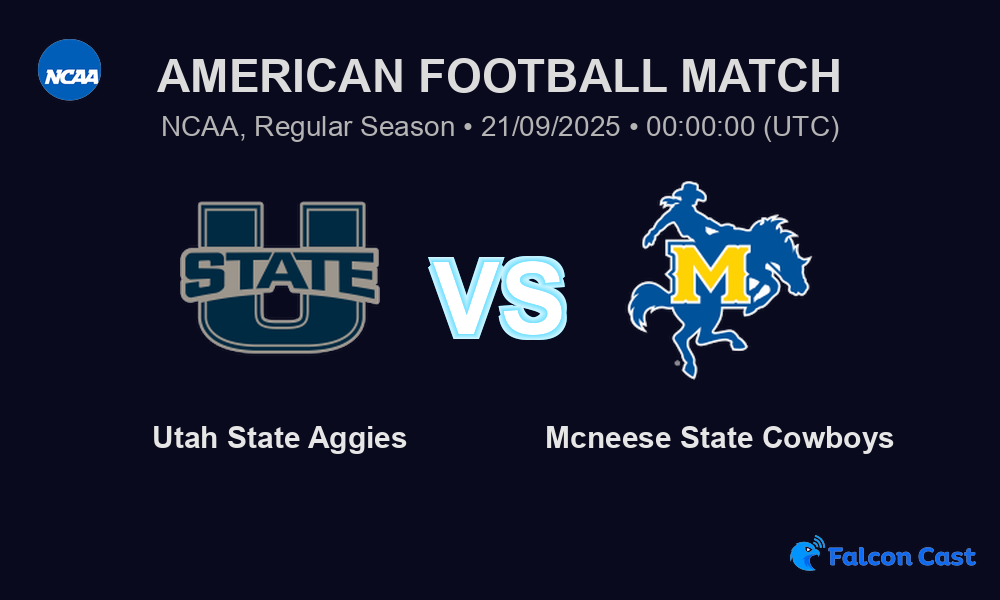 NCAA
AMERICAN FOOTBALL MATCH
NCAA, Regular Season • 21/09/2025 • 00:00:00 (UTC)
U
STATE
VS
M
Utah State Aggies
Mcneese State Cowboys
Falcon Cast